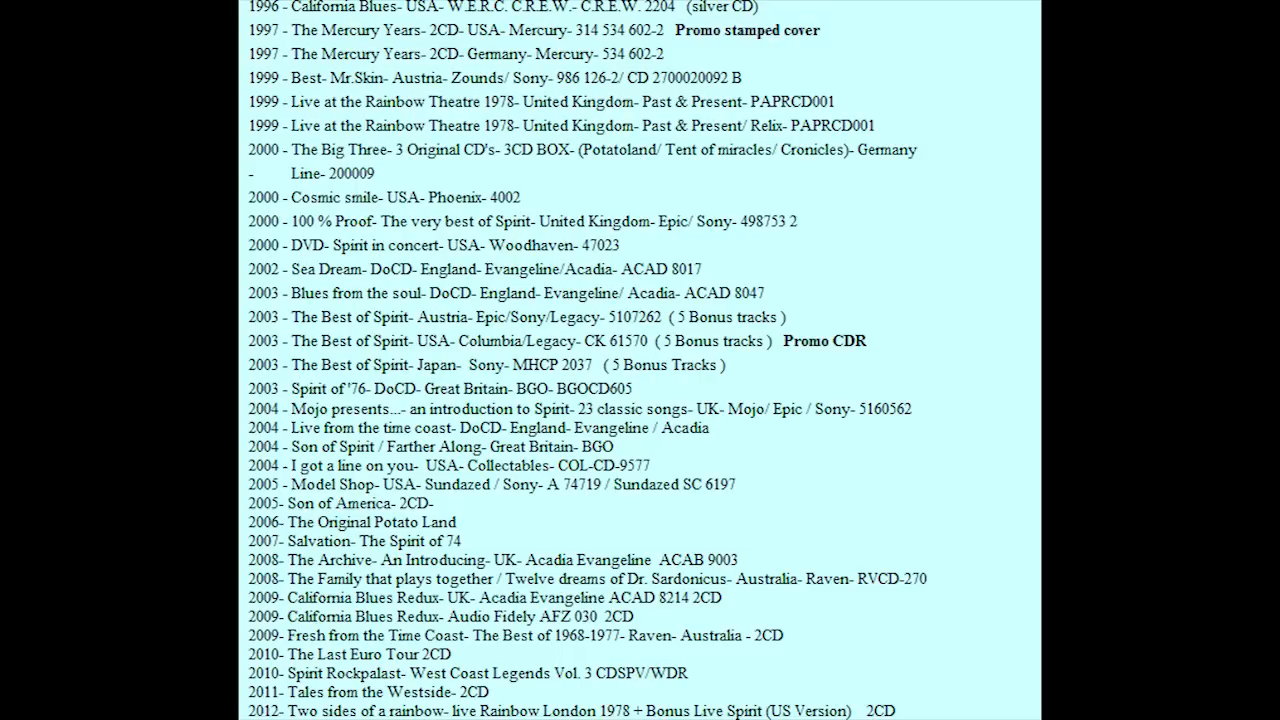 1996 - California Blues- USA- W.E.R.C. C.R.E.W.- C.R.E.W. 2204 (silver CD)
1997 - The Mercury Years- 2CD- USA- Mercury- 314 534 602-2 Promo stamped cover
1997 - The Mercury Years- 2CD- Germany- Mercury- 534 602-2
1999 - Best- Mr.Skin- Austria- Zounds/ Sony- 986 126-2/ CD 2700020092 B
1999 - Live at the Rainbow Theatre 1978- United Kingdom- Past & Present- PAPRCD001
1999 - Live at the Rainbow Theatre 1978- United Kingdom- Past & Present/ Relix- PAPRCD001
2000 - The Big Three- 3 Original CD's- 3CD BOX- (Potatoland/ Tent of miracles/ Cronicles)- Germany
- Line- 200009
2000 - Cosmic smile- USA- Phoenix- 4002
2000 - 100 % Proof- The very best of Spirit- United Kingdom- Epic/ Sony- 498753 2
2000 - DVD- Spirit in concert- USA- Woodhaven- 47023
2002 - Sea Dream- DoCD- England- Evangeline/Acadia- ACAD 8017
2003 - Blues from the soul- DoCD- England- Evangeline/ Acadia- ACAD 8047
2003 - The Best of Spirit- Austria- Epic/Sony/Legacy- 5107262 ( 5 Bonus tracks )
2003 - The Best of Spirit- USA- Columbia/Legacy- CK 61570 ( 5 Bonus tracks ) Promo CDR
2003 - The Best of Spirit- Japan- Sony- MHCP 2037 ( 5 Bonus Tracks )
2003 - Spirit of '76- DoCD- Great Britain- BGO- BGOCD605
2004 - Mojo presents...- an introduction to Spirit- 23 classic songs- UK- Mojo/ Epic / Sony- 5160562
2004 - Live from the time coast- DoCD- England- Evangeline / Acadia
2004 - Son of Spirit / Farther Along- Great Britain- BGO
2004 - I got a line on you- USA- Collectables- COL-CD-9577
2005 - Model Shop- USA- Sundazed / Sony- A 74719 / Sundazed SC 6197
2005- Son of America- 2CD-
2006- The Original Potato Land
2007- Salvation- The Spirit of 74
2008- The Archive- An Introducing- UK- Acadia Evangeline ACAB 9003
2008- The Family that plays together / Twelve dreams of Dr. Sardonicus- Australia- Raven- RVCD-270
2009- California Blues Redux- UK- Acadia Evangeline ACAD 8214 2CD
2009- California Blues Redux- Audio Fidely AFZ 030 2CD
2009- Fresh from the Time Coast- The Best of 1968-1977- Raven- Australia - 2CD
2010- The Last Euro Tour 2CD
2010- Spirit Rockpalast- West Coast Legends Vol. 3 CDSPV/WDR
2011- Tales from the Westside- 2CD
2012- Two sides of a rainbow- live Rainbow London 1978 + Bonus Live Spirit (US Version) 2CD